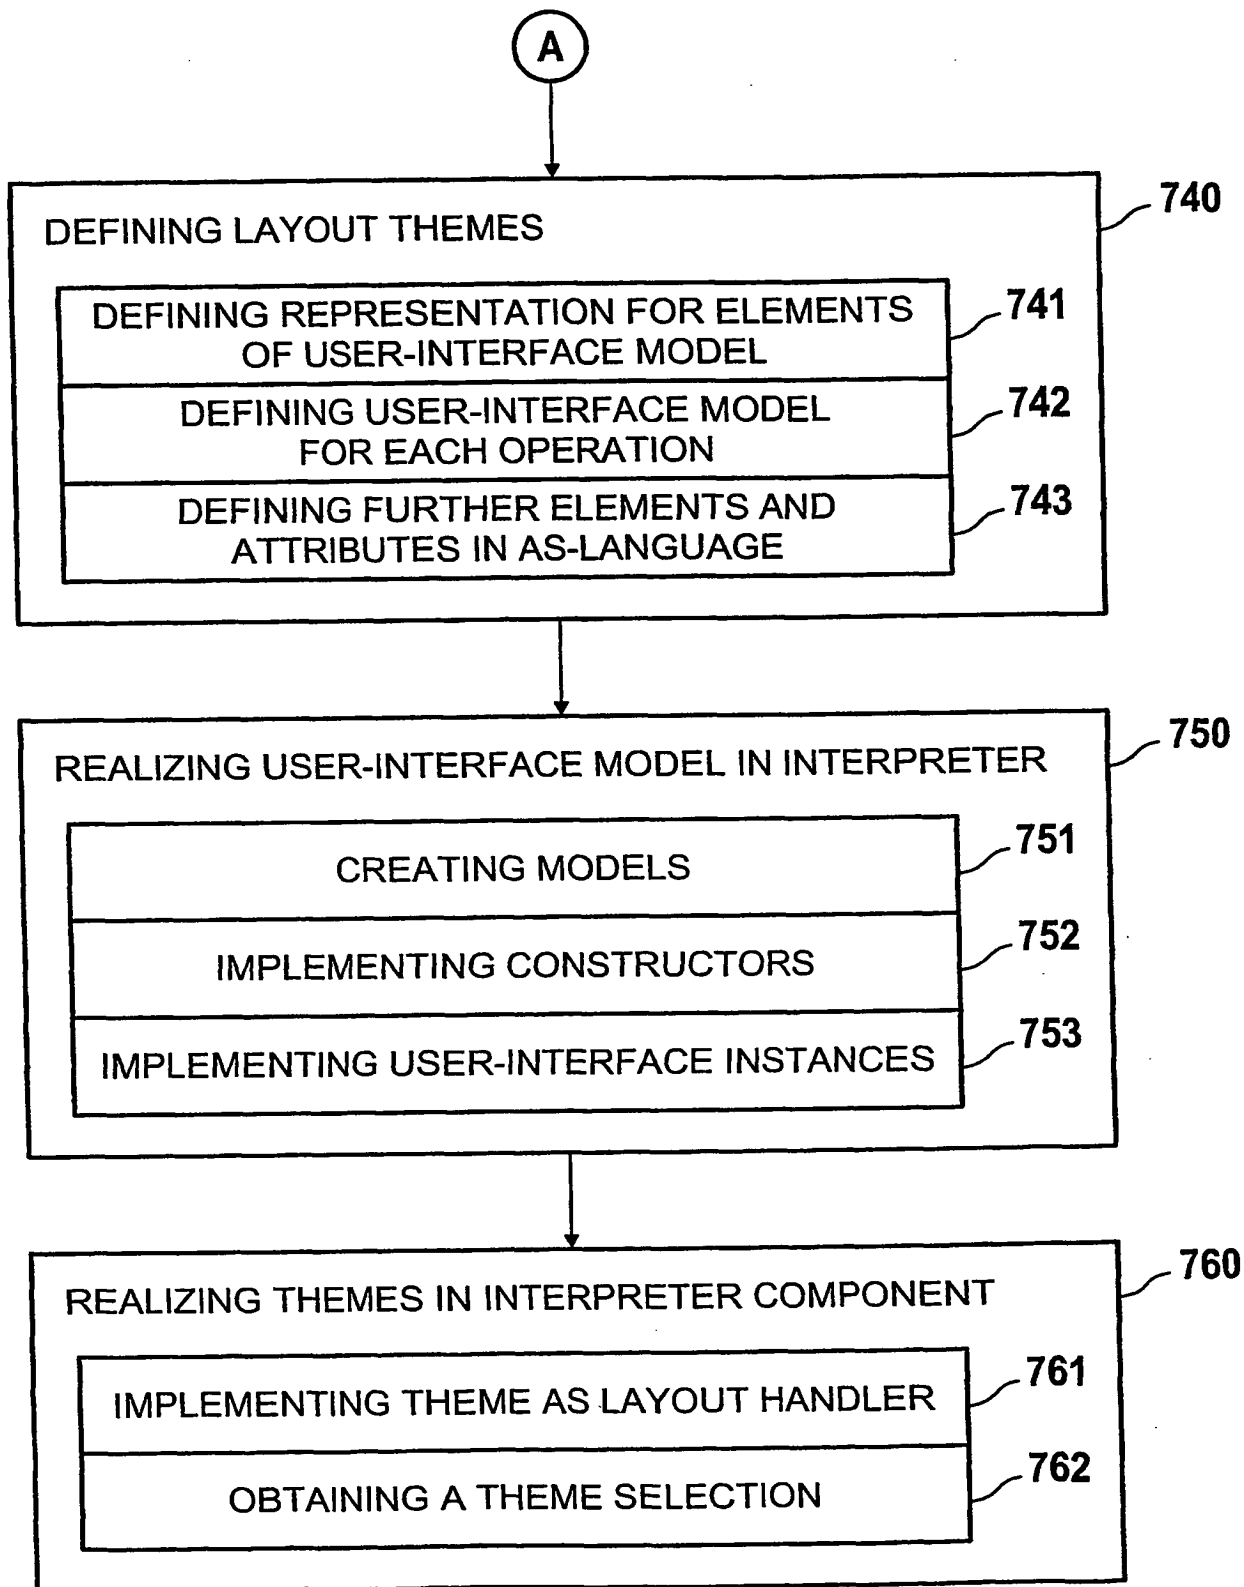 A
740
DEFINING LAYOUT THEMES
741
DEFINING REPRESENTATION FOR ELEMENTS
OF USER-INTERFACE MODEL
742
DEFINING USER-INTERFACE MODEL
FOR EACH OPERATION
743
DEFINING FURTHER ELEMENTS AND
ATTRIBUTES IN AS-LANGUAGE
750
REALIZING USER-INTERFACE MODEL IN INTERPRETER
751
CREATING MODELS
752
IMPLEMENTING CONSTRUCTORS
753
IMPLEMENTING USER-INTERFACE INSTANCES
760
REALIZING THEMES IN INTERPRETER COMPONENT
761
IMPLEMENTING THEME AS LAYOUT HANDLER
762
OBTAINING A THEME SELECTION